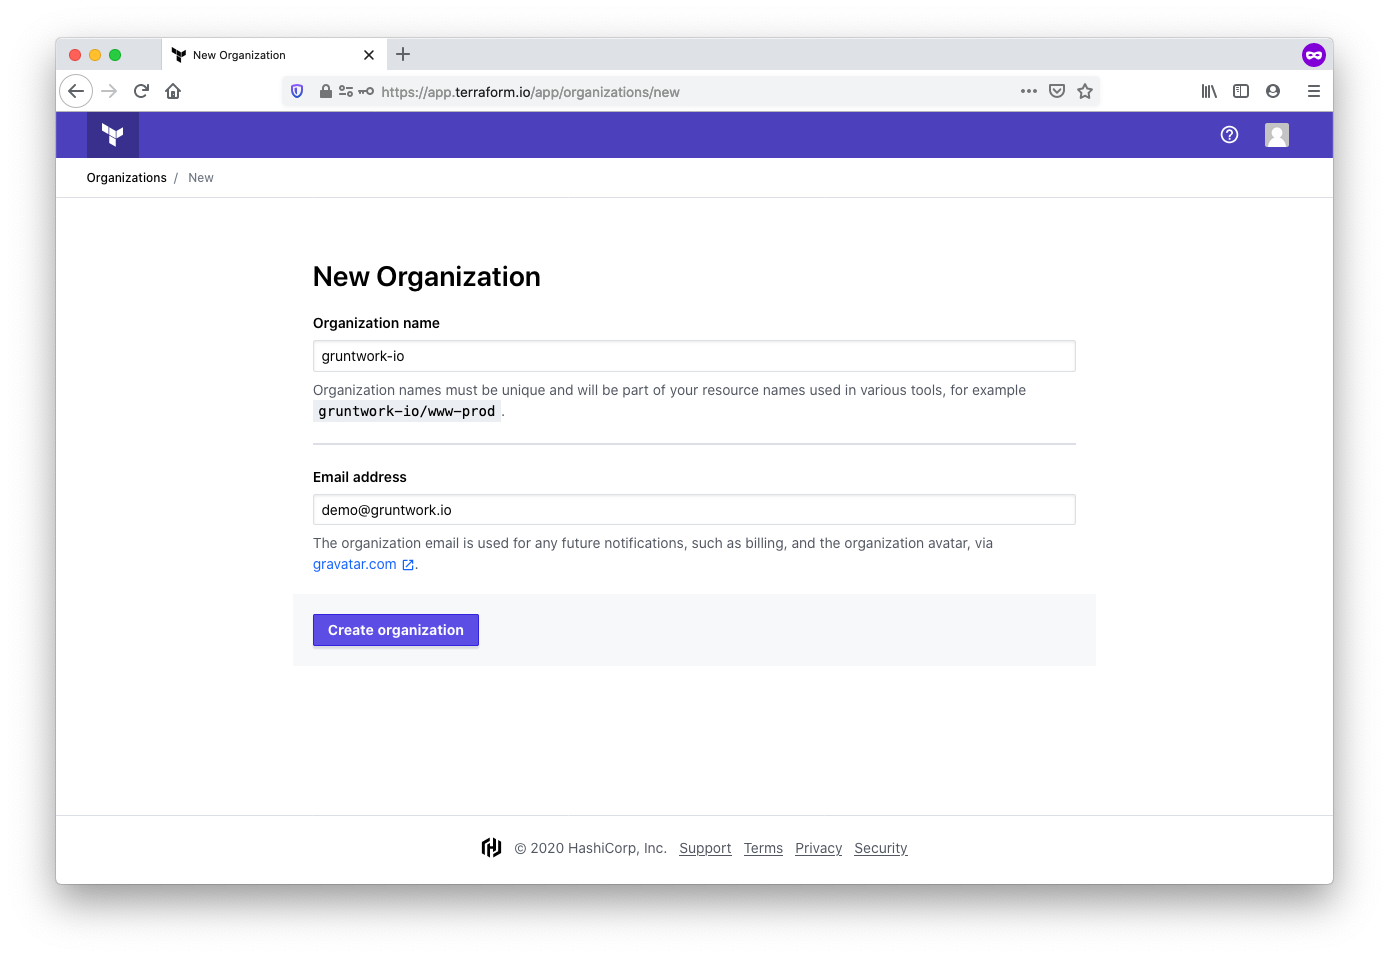 New Organization
https://app.terraform.io/app/organizations/new
Organizations / New
New Organization
Organization name
gruntwork-io
Organization names must be unique and will be part of your resource names used in various tools, for example
gruntwork-io/www-prod.
Email address
demo@gruntwork.io
The organization email is used for any future notifications, such as billing, and the organization avatar, via
gravatar.com.
Create organization
© 2020 HashiCorp, Inc. Support Terms Privacy Security